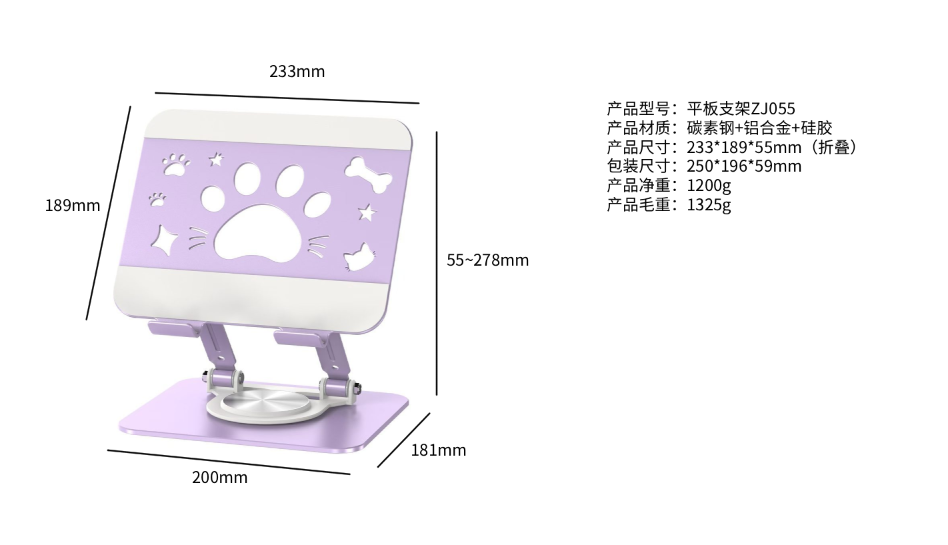 233mm
189mm
55~278mm
181mm
200mm
产品型号：平板支架ZJ055
产品材质：碳素钢+铝合金+硅胶
产品尺寸：233*189*55mm（折叠）
包装尺寸：250*196*59mm
产品净重：1200g
产品毛重：1325g